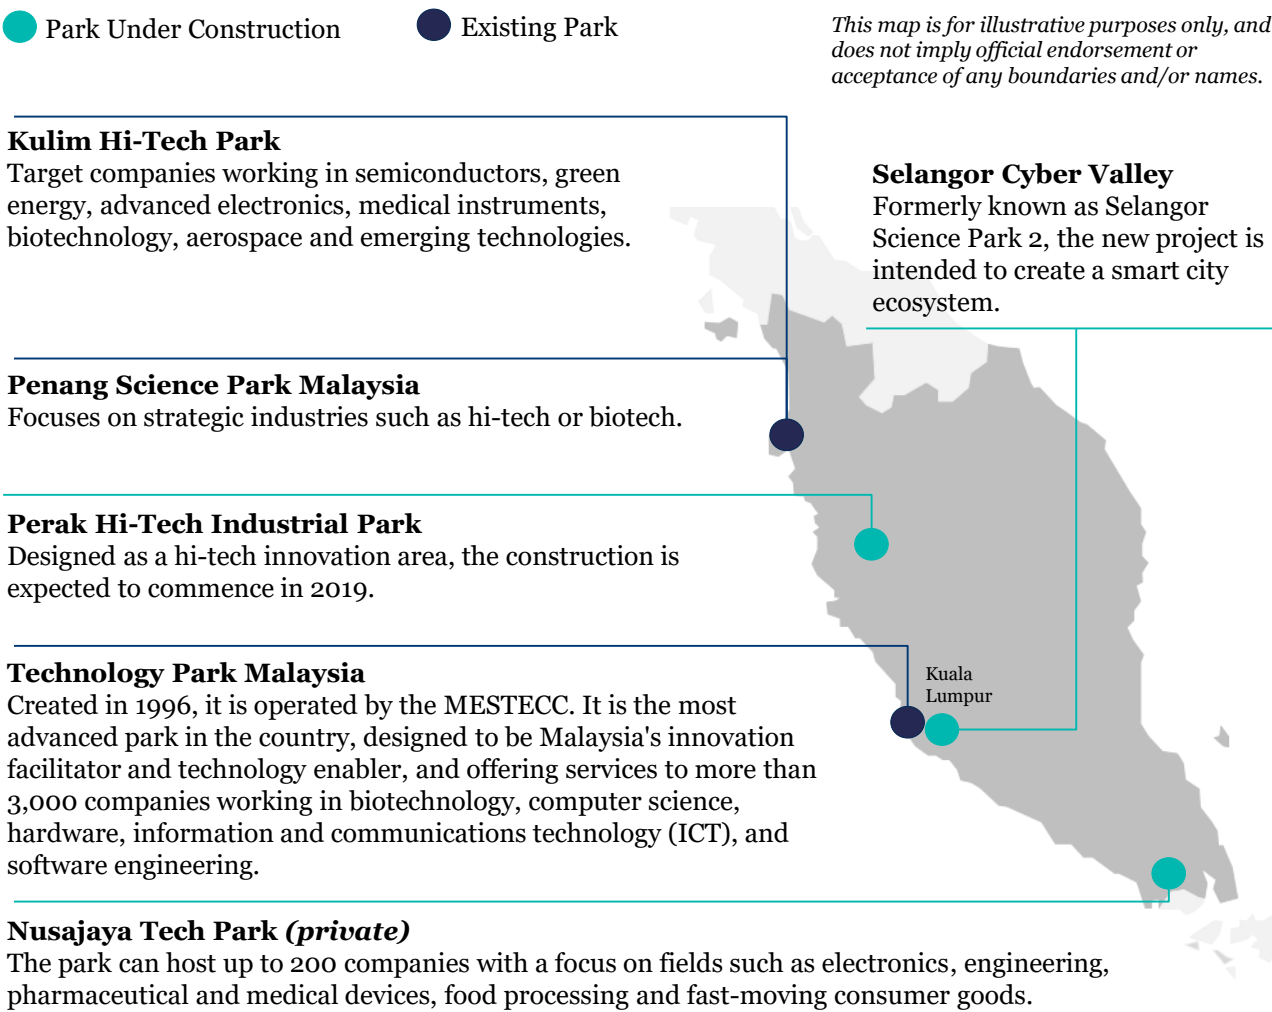 Park Under Construction
Existing Park
This map is for illustrative purposes only, and
does not imply official endorsement or
acceptance of any boundaries and/or names.
Kulim Hi-Tech Park
Target companies working in semiconductors, green
energy, advanced electronics, medical instruments,
biotechnology, aerospace and emerging technologies.
Selangor Cyber Valley
Formerly known as Selangor
Science Park 2, the new project is
intended to create a smart city
ecosystem.
Penang Science Park Malaysia
Focuses on strategic industries such as hi-tech or biotech.
Perak Hi-Tech Industrial Park
Designed as a hi-tech innovation area, the construction is
expected to commence in 2019.
Technology Park Malaysia
Created in 1996, it is operated by the MESTECC. It is the most
advanced park in the country, designed to be Malaysia's innovation
facilitator and technology enabler, and offering services to more than
3,000 companies working in biotechnology, computer science,
hardware, information and communications technology (ICT), and
software engineering.
Kuala
Lumpur
Nusajaya Tech Park (private)
The park can host up to 200 companies with a focus on fields such as electronics, engineering,
pharmaceutical and medical devices, food processing and fast-moving consumer goods.